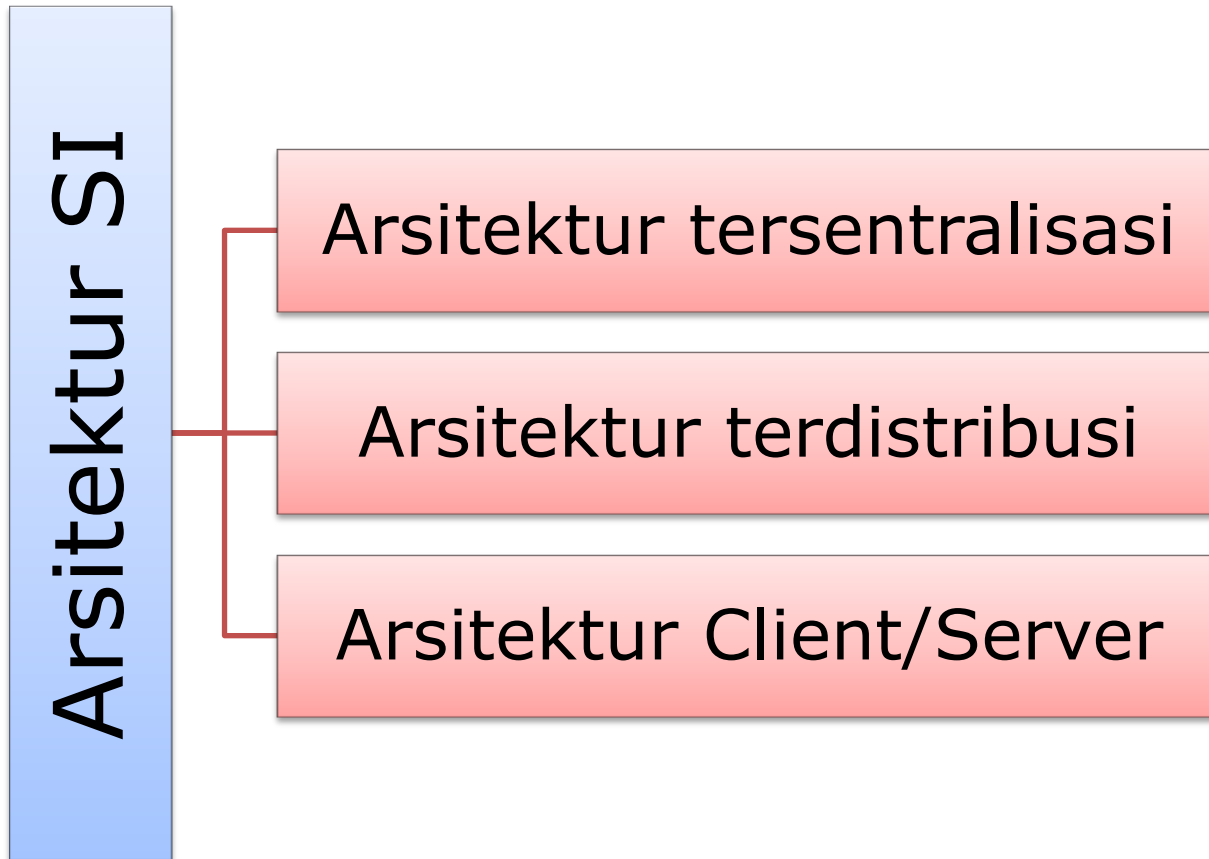 Arsitektur SI
Arsitektur tersentralisasi
Arsitektur terdistribusi
Arsitektur Client/Server